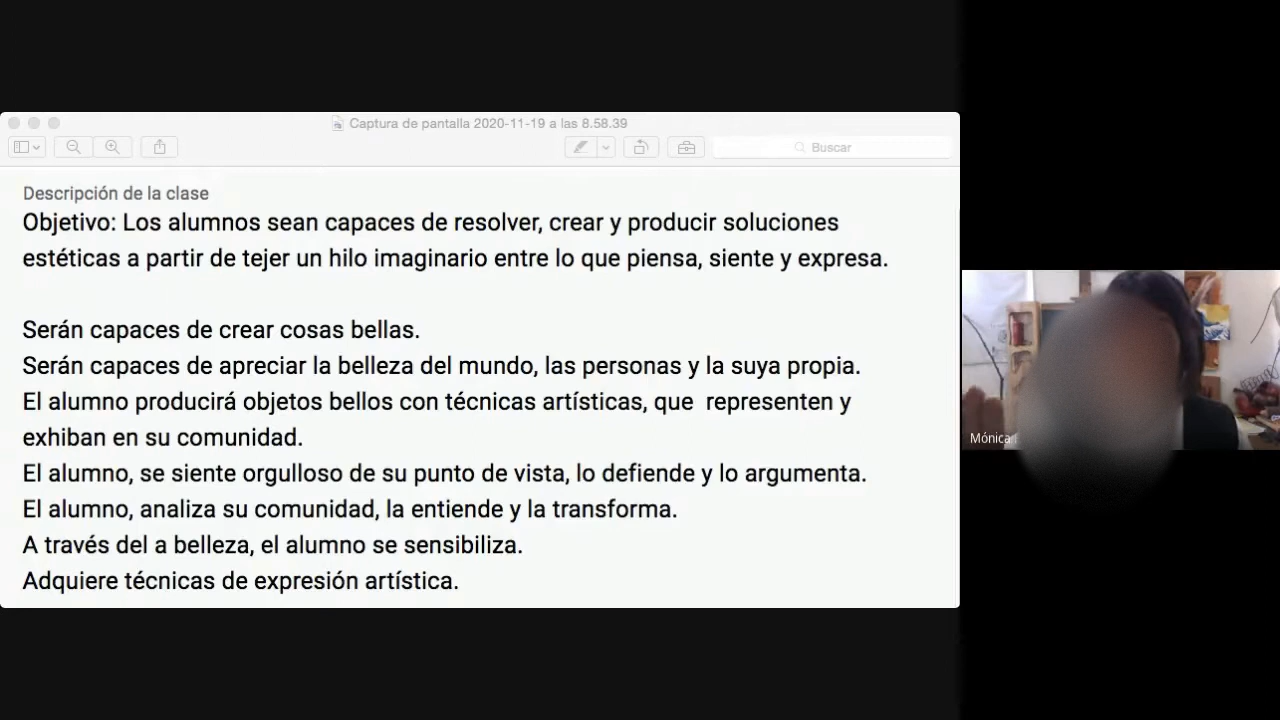 Captura de pantalla 2020-11-19 a las 8.58.39
Buscar
Descripción de la clase
Objetivo: Los alumnos sean capaces de resolver, crear y producir soluciones
estéticas a partir de tejer un hilo imaginario entre lo que piensa, siente y expresa.
Serán capaces de crear cosas bellas.
Serán capaces de apreciar la belleza del mundo, las personas y la suya propia.
El alumno producirá objetos bellos con técnicas artísticas, que  representen y
exhiban en su comunidad.
El alumno, se siente orgulloso de su punto de vista, lo defiende y lo argumenta.
El alumno, analiza su comunidad, la entiende y la transforma.
A través del a belleza, el alumno se sensibiliza.
Adquiere técnicas de expresión artística.
Mónica